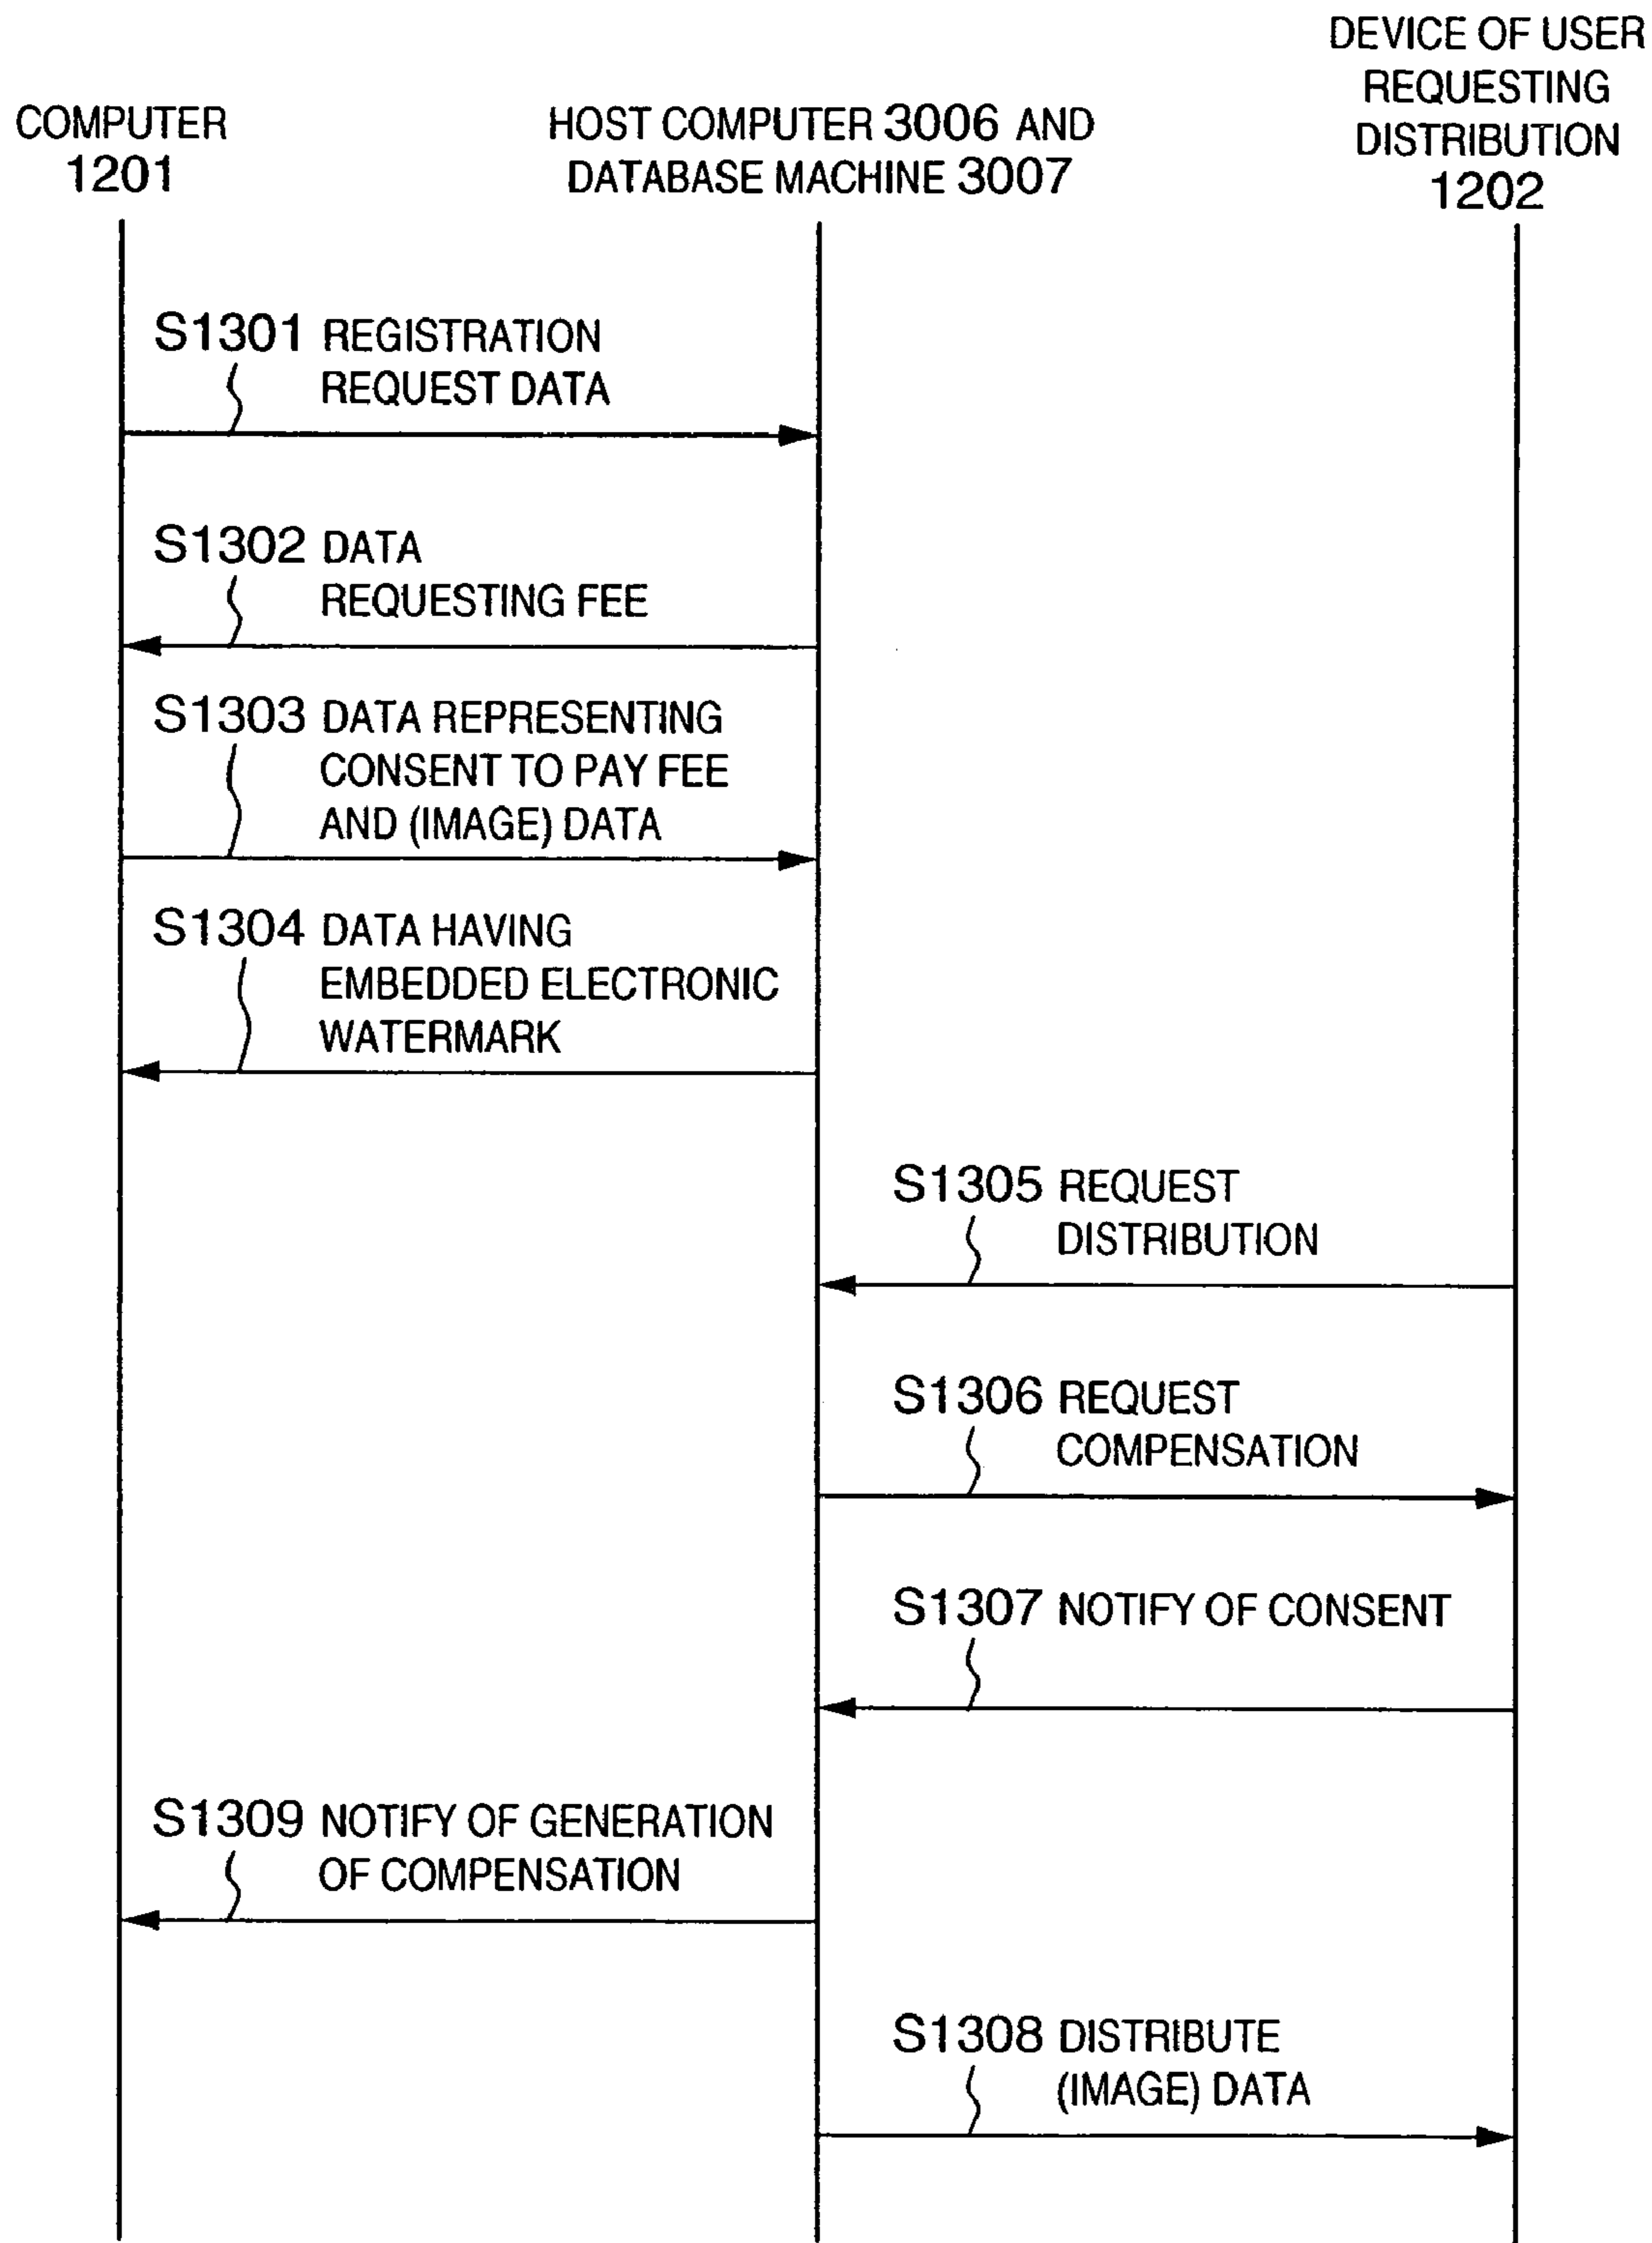 COMPUTER
1201
HOST COMPUTER 3006 AND
DATABASE MACHINE 3007
DEVICE OF USER
REQUESTING
DISTRIBUTION
1202
S1301 REGISTRATION
REQUEST DATA
S1302 DATA
REQUESTING FEE
S1303 DATA REPRESENTING
CONSENT TO PAY FEE
AND (IMAGE) DATA
S1304 DATA HAVING
EMBEDDED ELECTRONIC
WATERMARK
S1305 REQUEST
DISTRIBUTION
S1306 REQUEST
COMPENSATION
S1307 NOTIFY OF CONSENT
S1309 NOTIFY OF GENERATION
OF COMPENSATION
S1308 DISTRIBUTE
(IMAGE) DATA